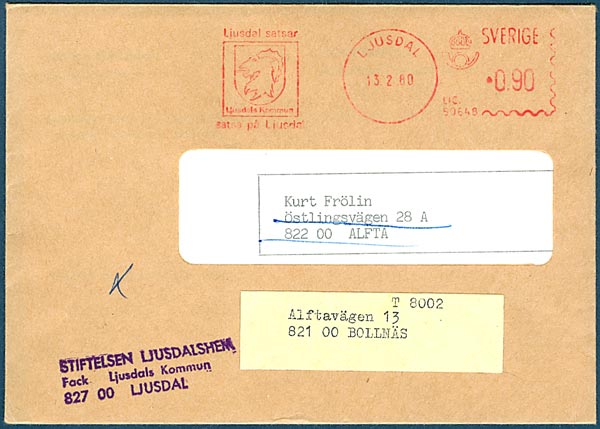 Ljusdal satsar
Ljusdals Kommun
satsa på Ljusdal
LJUSDAL
13.2.80
SVERIGE
0.90
LIC.
50648
Kurt Frölin
Östlingsvägen 28 A
822 00 ALFTA
T 8002
Alftavägen 13
821 00 BOLLNÄS
STIFTELSEN LJUSDALSHEM
Fack Ljusdals Kommun
827 00 LJUSDAL